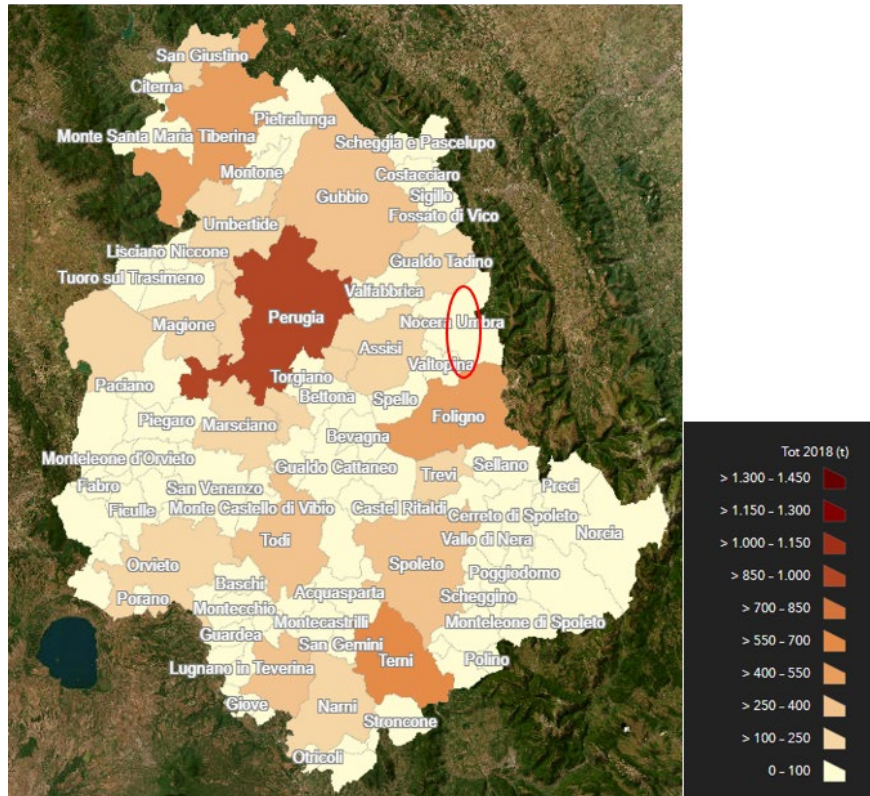 San Giustino
Citerna
Pietralunga
Monte Santa Maria Tiberina
Scheggia e Pascelupo
Montone
Costacciaro
Gubbio
Sigillo
Fossato di Vico
Umbertide
Lisciano Niccone
Gualdo Tadino
Tuoro sul Trasimeno
Valfabbrica
Magione
Perugia
Nocera Umbra
Assisi
Valtopina
Torgiano
Paciano
Bettona
Spello
Piegaro
Marsciano
Foligno
Bevagna
Monteleone d'Orvieto
Gualdo Cattaneo
Trevi
Sellano
Fabro
San Venanzo
Preci
Ficulle
Monte Castello di Vibio
Castel Ritaldi
Cerreto di Spoleto
Todi
Vallo di Nera
Norcia
Orvieto
Spoleto
Baschi
Poggiodomo
Porano
Acquasparta
Scheggino
Montecchio
Montecastrilli
Monteleone di Spoleto
Guardea
San Gemini
Terni
Polino
Lugnano in Teverina
Giove
Narni
Stroncone
Otricoli
Tot 2018 (t)
> 1.300 – 1.450
> 1.150 – 1.300
> 1.000 – 1.150
> 850 – 1.000
> 700 – 850
> 550 – 700
> 400 – 550
> 250 – 400
> 100 – 250
0 – 100